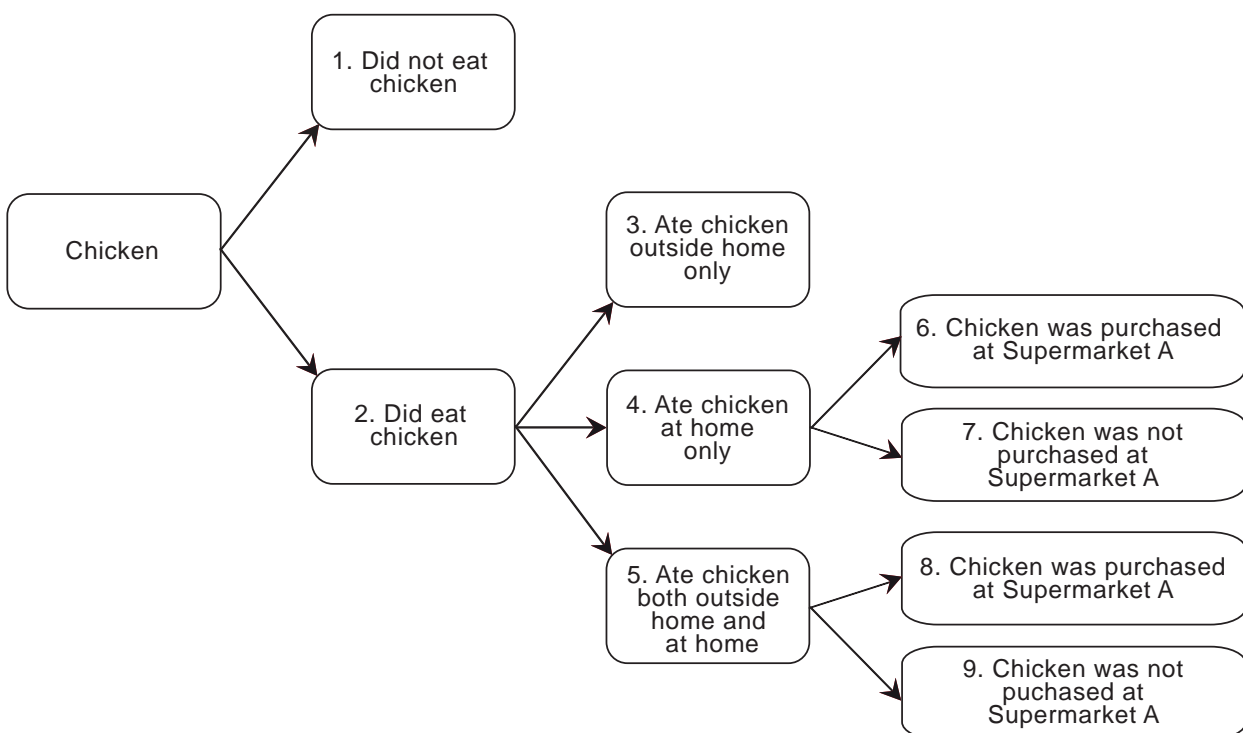 1. Did not eat
chicken
Chicken
2. Did eat
chicken
3. Ate chicken
outside home
only
4. Ate chicken
at home
only
5. Ate chicken
both outside
home and
at home
6. Chicken was purchased
at Supermarket A
7. Chicken was not
purchased at
Supermarket A
8. Chicken was purchased
at Supermarket A
9. Chicken was not
puchased at
Supermarket A